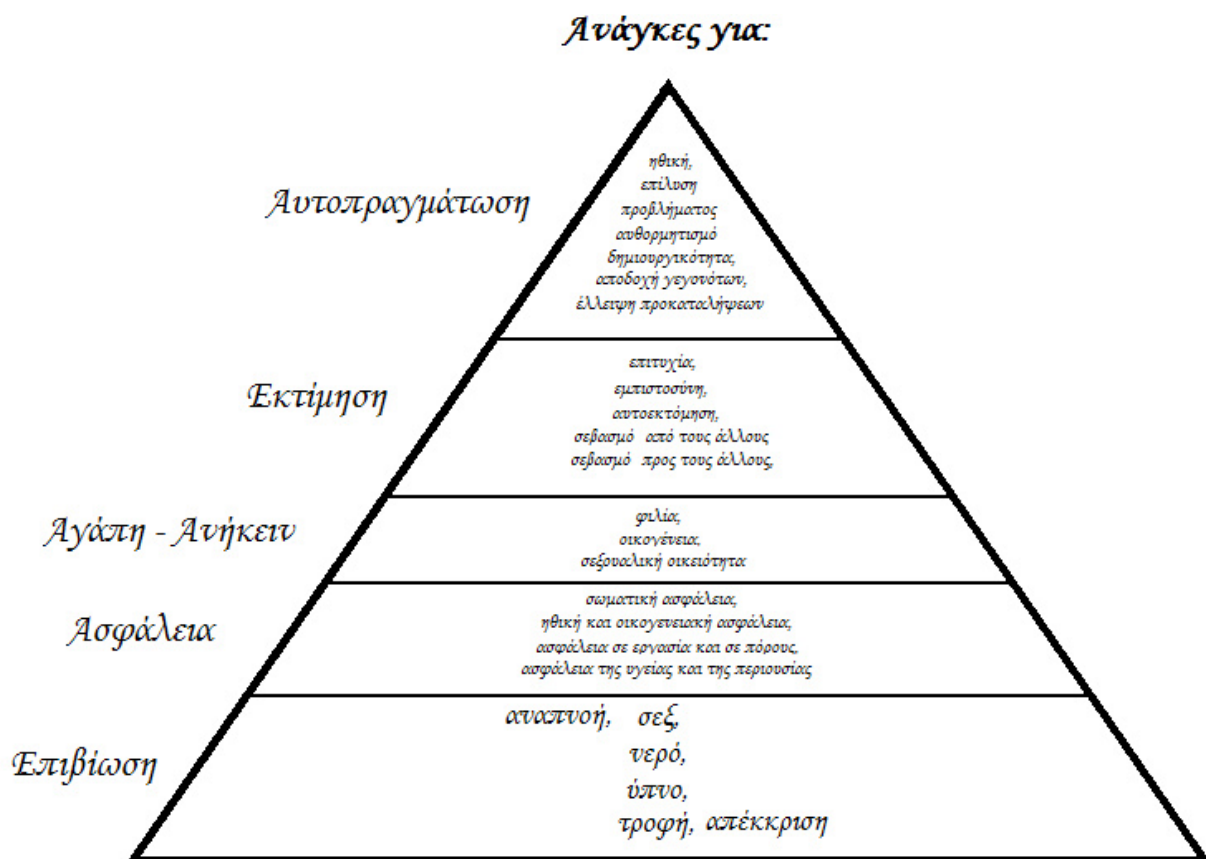 Ανάγκες για:
Αυτοπραγμάτωση
ηθική,
επίλυση
προβλήματος
αυθορμητισμό
δημιουργικότητα,
αποδοχή γεγονότων,
έλλειψη προκαταλήψεων
Εκτίμηση
επιτυχία,
εμπιστοσύνη,
αυτοεκτόμηση,
σεβασμό από τους άλλους
σεβασμό προς τους άλλους,
Αγάπη - Ανήκειν
φιλία,
οικογένεια,
σεξουαλική οικειότητα
Ασφάλεια
σωματική ασφάλεια,
ηθική και οικογενειακή ασφάλεια,
ασφάλεια σε εργασία και σε πόρους,
ασφάλεια της υγείας και της περιουσίας
Επιβίωση
αναπνοή, σεξ,
νερό,
ύπνο,
τροφή, απέκκριση